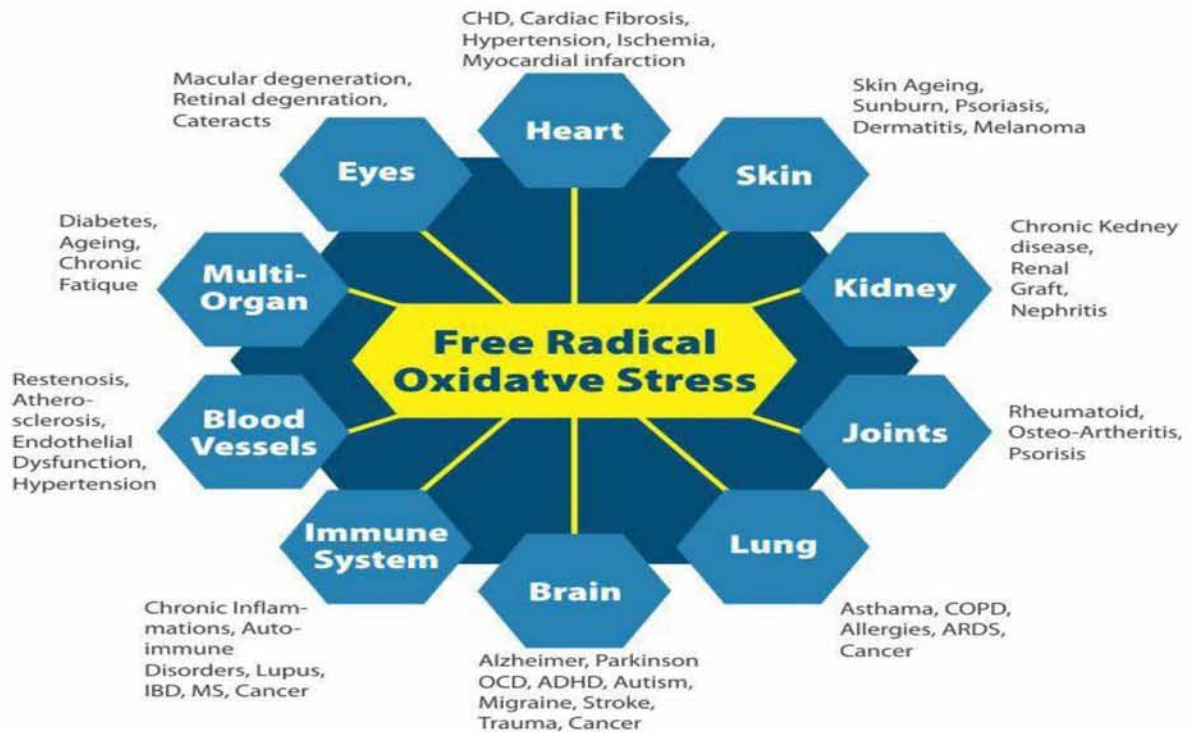 CHD, Cardiac Fibrosis,
Hypertension, Ischemia,
Myocardial infarction
Heart
Macular degeneration,
Retinal degenration,
Cateracts
Eyes
Skin Ageing,
Sunburn, Psoriasis,
Dermatitis, Melanoma
Skin
Diabetes,
Ageing,
Chronic
Fatique
Multi-
Organ
Chronic Kedney
disease,
Renal
Graft,
Nephritis
Kidney
Free Radical
Oxidatve Stress
Restenosis,
Athero-
sclerosis,
Endothelial
Dysfunction,
Hypertension
Blood
Vessels
Joints
Rheumatoid,
Osteo-Artheritis,
Psorisis
Immune
System
Chronic Inflam-
mations, Auto-
immune
Disorders, Lupus,
IBD, MS, Cancer
Brain
Alzheimer, Parkinson
OCD, ADHD, Autism,
Migraine, Stroke,
Trauma, Cancer
Lung
Asthama, COPD,
Allergies, ARDS,
Cancer